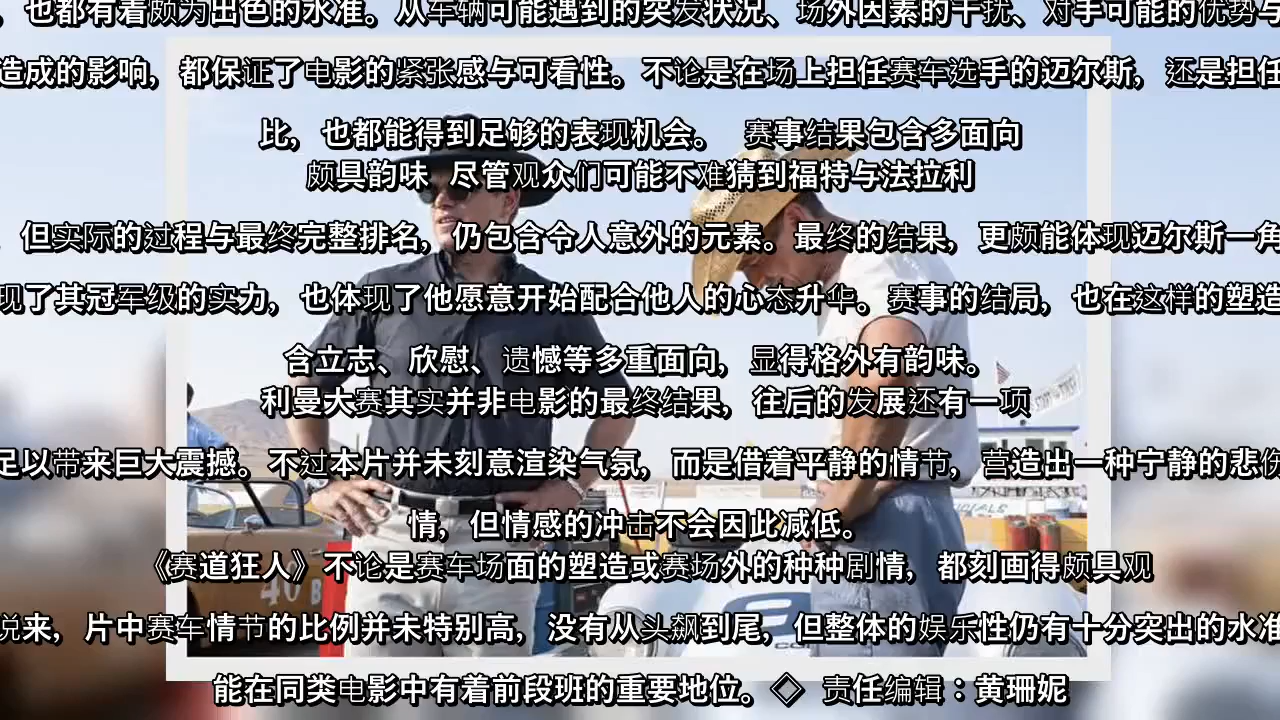 ，也都有着颇为出色的水准。从车辆可能遇到的突发状况、场外因素的干扰、对手可能的优势与
造成的影响，都保证了电影的紧张感与可看性。不论是在场上担任赛车选手的迈尔斯，还是担任
比，也都能得到足够的表现机会。 赛事结果包含多面向
颇具韵味 尽管观众们可能不难猜到福特与法拉利
但实际的过程与最终完整排名，仍包含令人意外的元素。最终的结果，更颇能体现迈尔斯一角
现了其冠军级的实力，也体现了他愿意开始配合他人的心态升华。赛事的结局，也在这样的塑造
含立志、欣慰、遗憾等多重面向，显得格外有韵味。
利曼大赛其实并非电影的最终结果，往后的发展还有一项
足以带来巨大震撼。不过本片并未刻意渲染气氛，而是借着平静的情节，营造出一种宁静的悲伤
情，但情感的冲击不会因此减低。
《赛道狂人》不论是赛车场面的塑造或赛场外的种种剧情，都刻画得颇具观
说来，片中赛车情节的比例并未特别高，没有从头飙到尾，但整体的娱乐性仍有十分突出的水准
能在同类电影中有着前段班的重要地位。◇ 责任编辑：黄珊妮
40 B